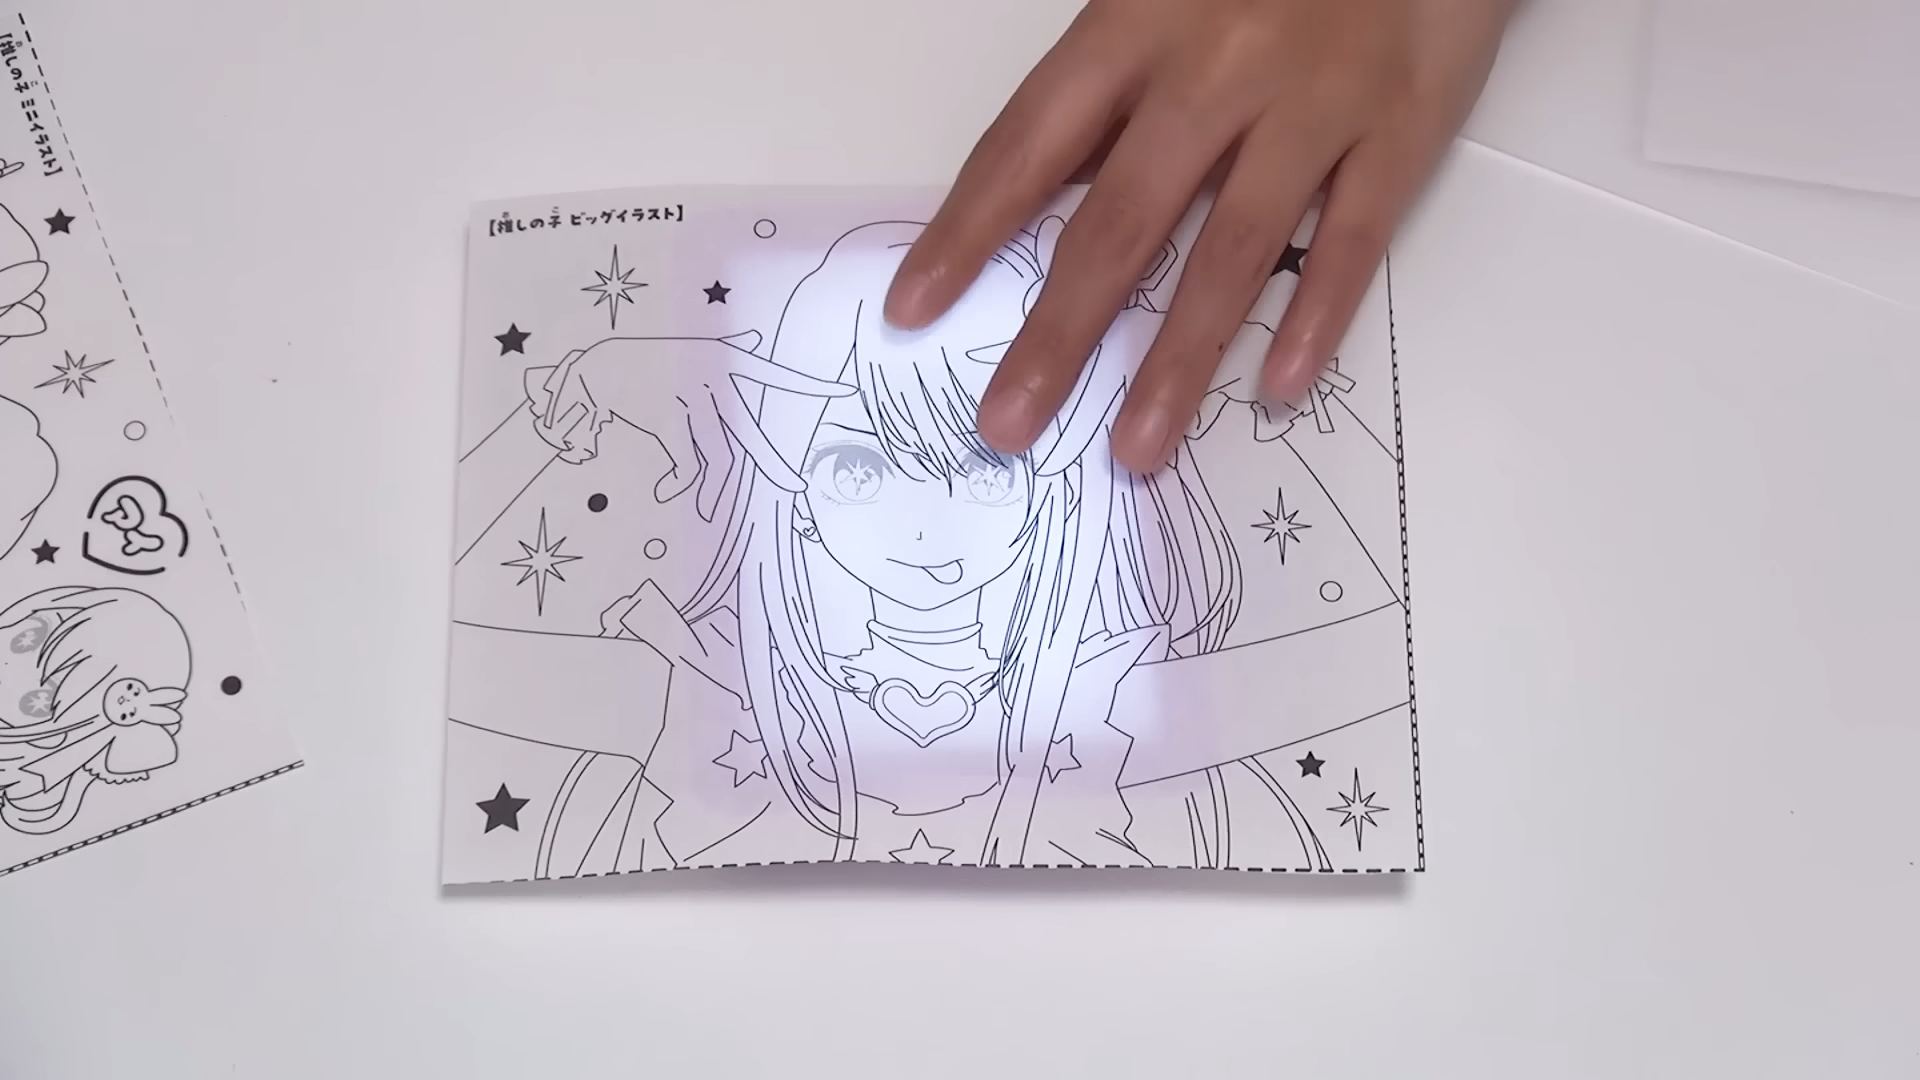 【推しの子 ミニイラスト】
【推しの子 ビッグイラスト】